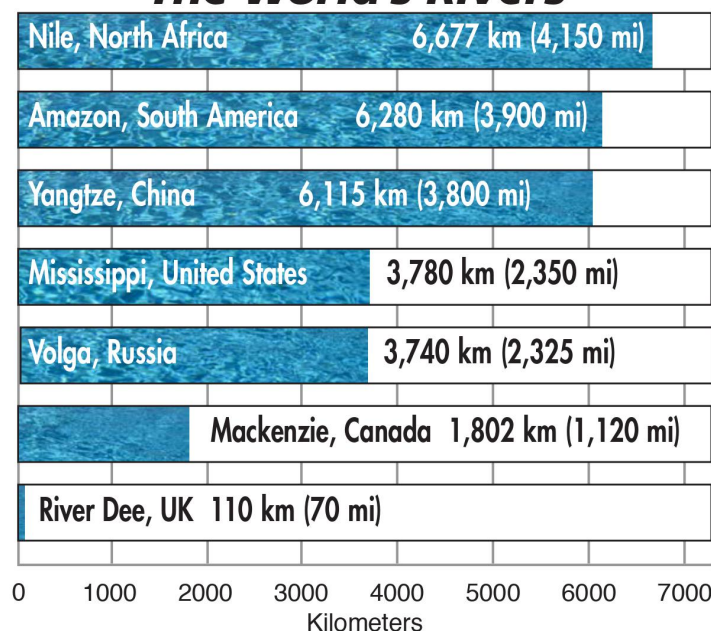 The World's Rivers
Nile, North Africa 6,677 km (4,150 mi)
Amazon, South America 6,280 km (3,900 mi)
Yangtze, China 6,115 km (3,800 mi)
Mississippi, United States 3,780 km (2,350 mi)
Volga, Russia 3,740 km (2,325 mi)
Mackenzie, Canada 1,802 km (1,120 mi)
River Dee, UK 110 km (70 mi)
0 1000 2000 3000 4000 5000 6000 7000
Kilometers